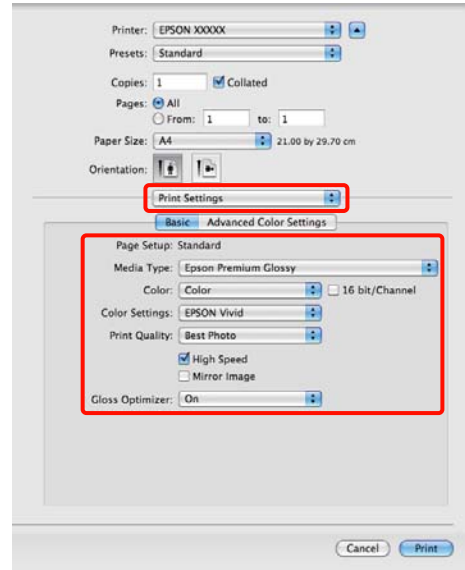 Printer: EPSON XXXXX
Presets: Standard
Copies: 1 Collated
Pages: All
From: 1 to: 1
Paper Size: A4 21.00 by 29.70 cm
Orientation:
Print Settings
Basic Advanced Color Settings
Page Setup: Standard
Media Type: Epson Premium Glossy
Color: Color 16 bit/Channel
Color Settings: EPSON Vivid
Print Quality: Best Photo
High Speed
Mirror Image
Gloss Optimizer: On
Cancel Print